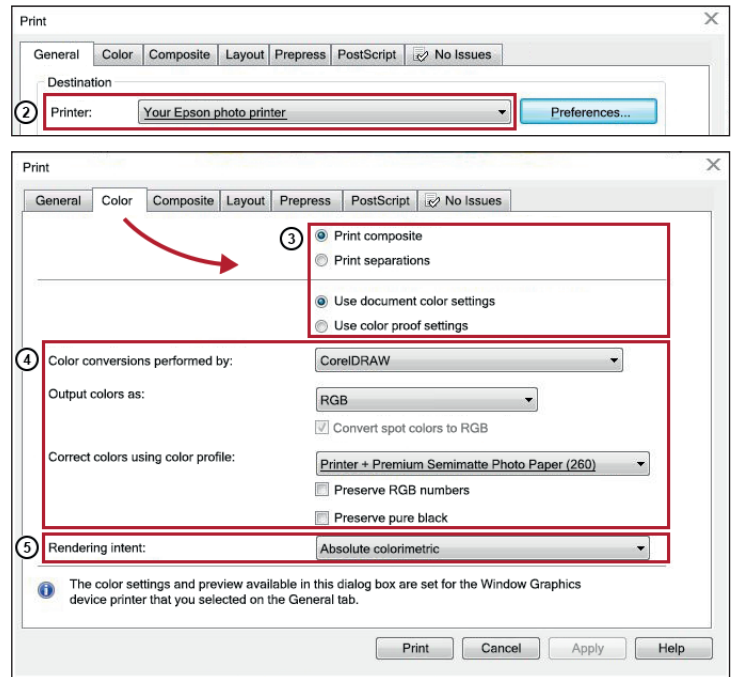 Print
General Color Composite Layout Prepress PostScript No Issues
Destination
② Printer: Your Epson photo printer Preferences...
Print
General Color Composite Layout Prepress PostScript No Issues
③ Print composite
Print separations
Use document color settings
Use color proof settings
④ Color conversions performed by: CorelDRAW
Output colors as: RGB
Convert spot colors to RGB
Correct colors using color profile: Printer + Premium Semimatte Photo Paper (260)
Preserve RGB numbers
Preserve pure black
⑤ Rendering intent: Absolute colorimetric
The color settings and preview available in this dialog box are set for the Window Graphics
device printer that you selected on the General tab.
Print Cancel Apply Help